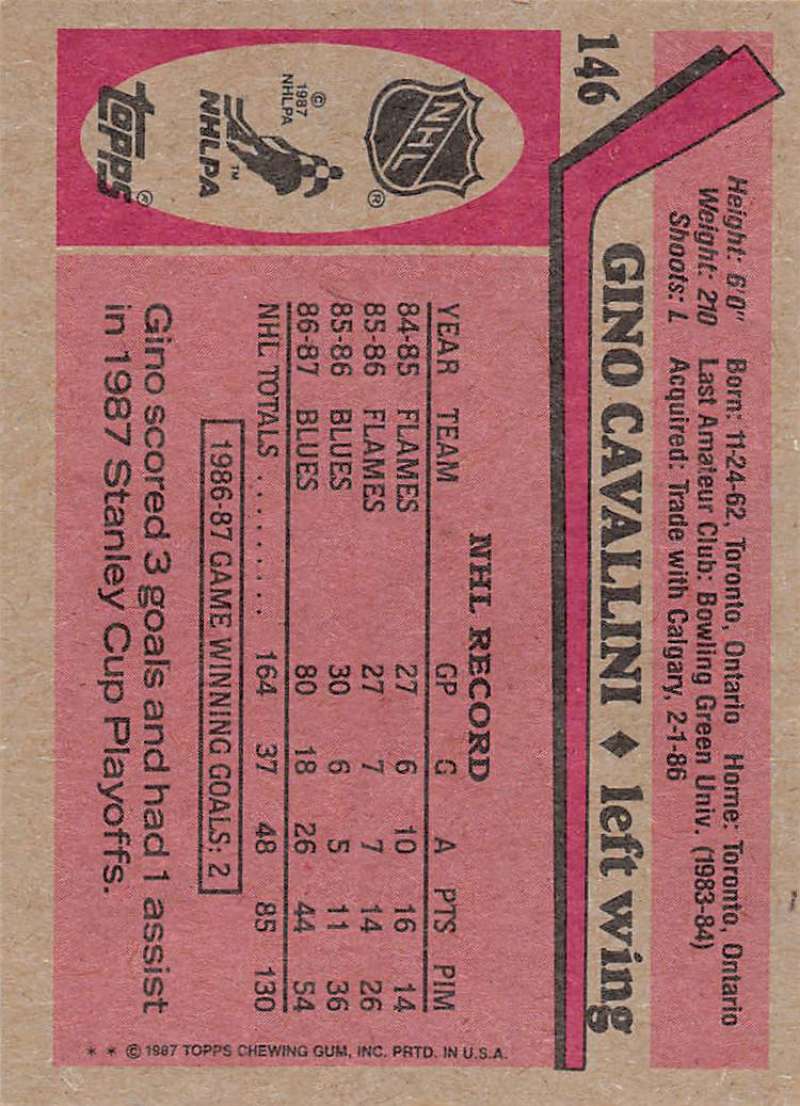 146
Height: 6'0" Born: 11-24-62, Toronto, Ontario Home: Toronto, Ontario
Weight: 210 Last Amateur Club: Bowling Green Univ. (1983-84)
Shoots: L Acquired: Trade with Calgary, 2-1-86
GINO CAVALLINI ◆ left wing
NHL ®
© 1987 NHLPA
NHLPA ™
TOPPS ®
NHL RECORD
YEAR TEAM GP G A PTS PIM
84-85 FLAMES 27 6 10 16 14
85-86 FLAMES 27 7 7 14 26
85-86 BLUES 30 6 5 11 36
86-87 BLUES 80 18 26 44 54
NHL TOTALS ......... 164 37 48 85 130
1986-87 GAME WINNING GOALS: 2
Gino scored 3 goals and had 1 assist
in 1987 Stanley Cup Playoffs.
* * © 1987 TOPPS CHEWING GUM, INC. PRTD. IN U.S.A.